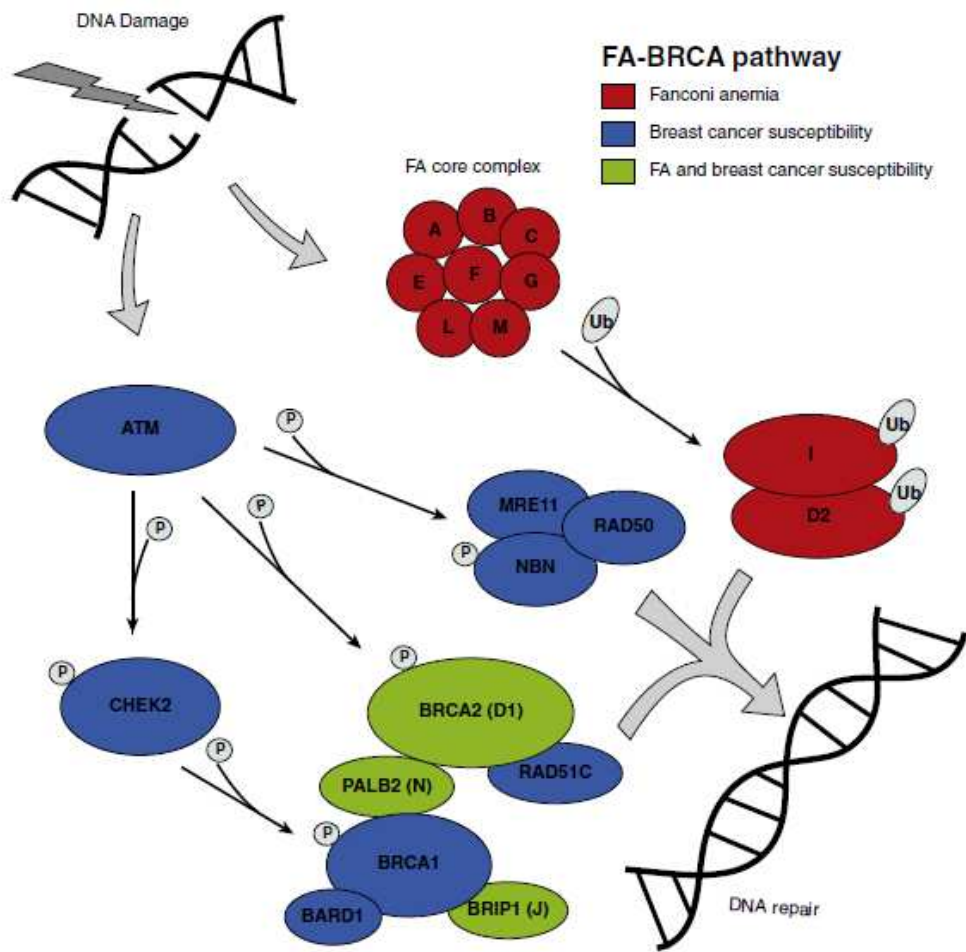 DNA Damage
FA-BRCA pathway
Fanconi anemia
Breast cancer susceptibility
FA and breast cancer susceptibility
FA core complex
B
A
C
F
E
G
L
M
Ub
ATM
P
Ub
I
Ub
D2
MRE11
RAD50
P
P
P
NBN
P
P
CHEK2
BRCA2 (D1)
P
RAD51C
PALB2 (N)
P
BRCA1
BARD1
BRIP1 (J)
DNA repair